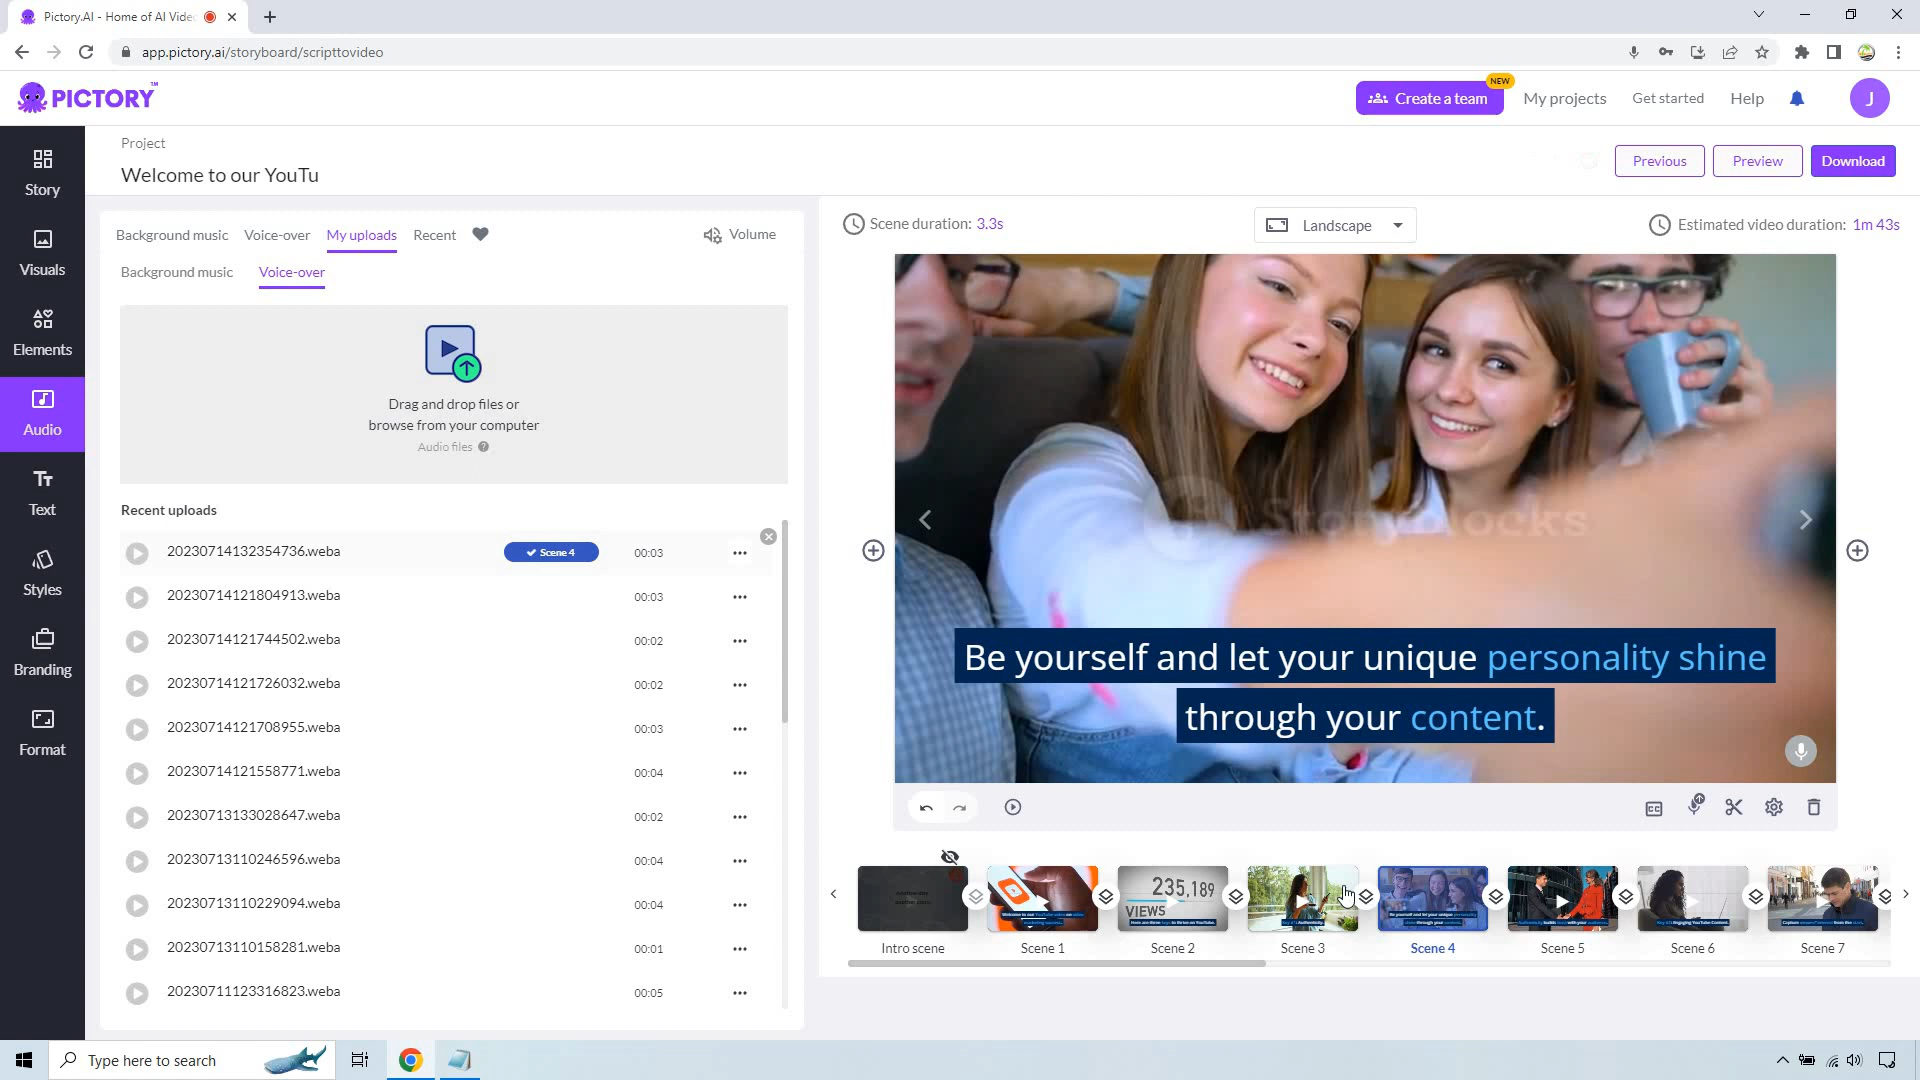 Pictory.AI - Home of AI Vide
app.pictory.ai/storyboard/scripttovideo
PICTORY™
NEW
Create a team
My projects
Get started
Help
J
Project
Welcome to our YouTu
Previous
Preview
Download
Story
Visuals
Elements
Audio
Text
Styles
Branding
Format
Background music
Voice-over
My uploads
Recent
Volume
Background music
Voice-over
Drag and drop files or
browse from your computer
Audio files ?
Recent uploads
20230714132354736.weba
Scene 4
00:03
20230714121804913.weba
00:03
20230714121744502.weba
00:02
20230714121726032.weba
00:02
20230714121708955.weba
00:03
20230714121558771.weba
00:04
20230713133028647.weba
00:02
20230713110246596.weba
00:04
20230713110229094.weba
00:04
20230713110158281.weba
00:01
20230711123316823.weba
00:05
Scene duration: 3.3s
Landscape
Estimated video duration: 1m 43s
Storyblocks
Be yourself and let your unique personality shine
through your content.
CC
235,189
VIEWS
Intro scene
Scene 1
Scene 2
Scene 3
Scene 4
Scene 5
Scene 6
Scene 7
Type here to search